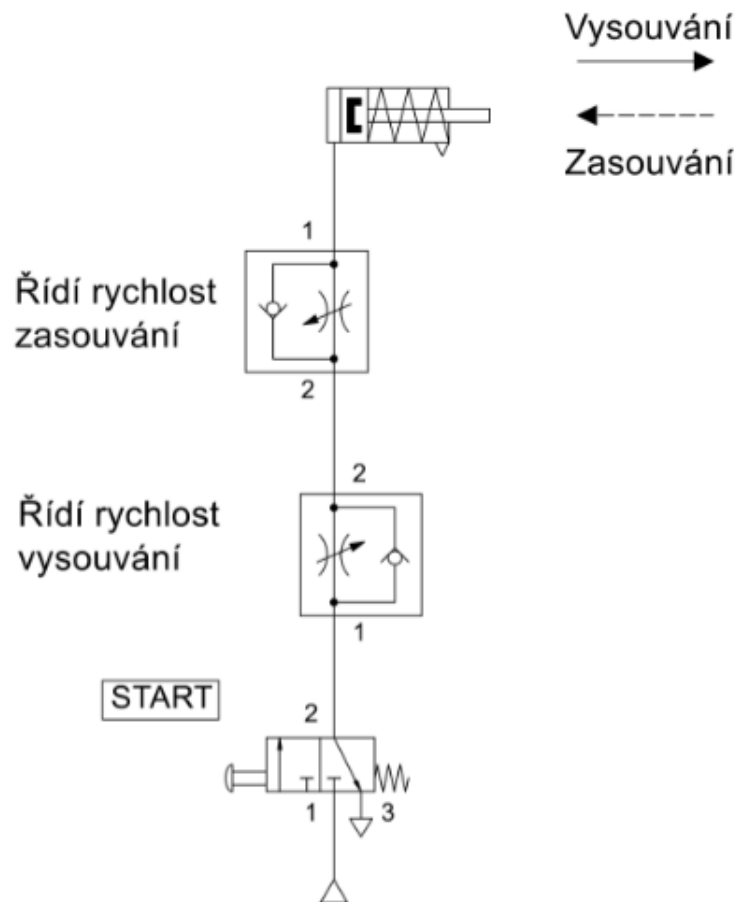 Vysouvání
Zasouvání
1
Řídí rychlost
zasouvání
2
2
Řídí rychlost
vysouvání
1
START
2
1
3